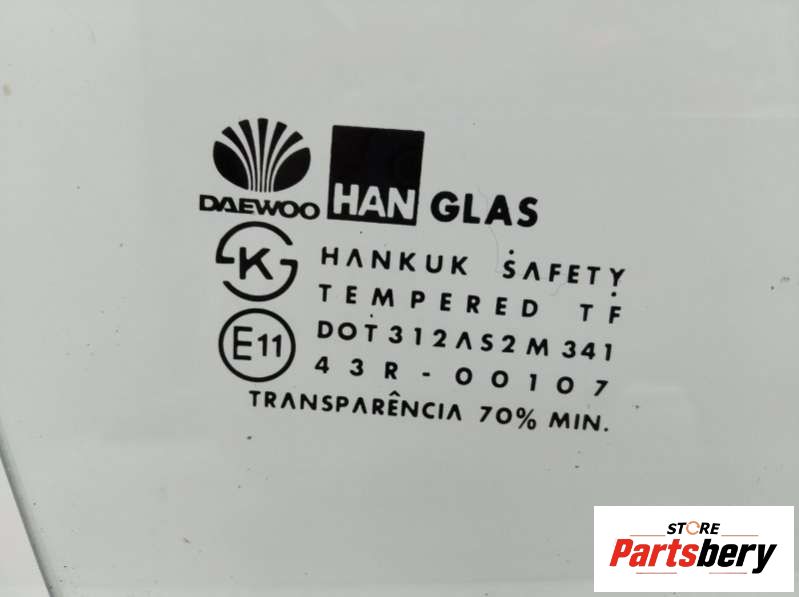 DAEWOO HAN GLAS
K HANKUK SAFETY
TEMPERED TF
E11 DOT312AS2M341
43R-00107
TRANSPARÊNCIA 70% MIN.
STORE
Partsbery